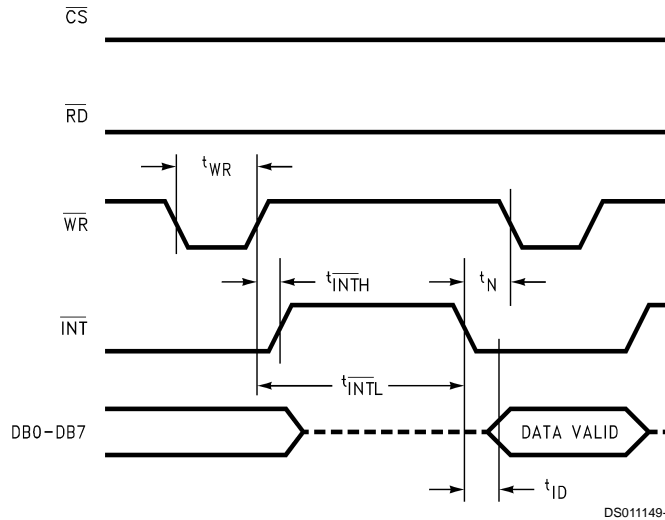 CS
RD
tWR
WR
tINTH
tN
INT
tINTL
DB0-DB7
DATA VALID
tID
DS011149-